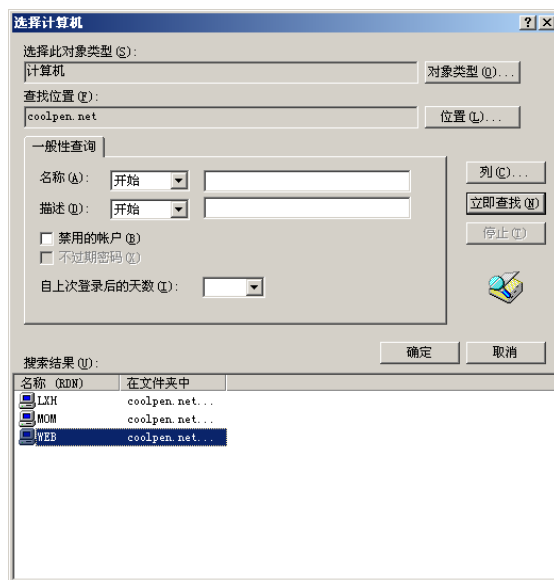 选择计算机
选择此对象类型(S):
计算机
对象类型(O)...
查找位置(F):
coolpen.net
位置(L)...
一般性查询
名称(A): 开始
描述(D): 开始
禁用的帐户(B)
不过期密码(X)
自上次登录后的天数(I):
列(C)...
立即查找(N)
停止(T)
确定
取消
搜索结果(U):
名称 (RDN) 在文件夹中
LXH coolpen.net...
MOM coolpen.net...
WEB coolpen.net...